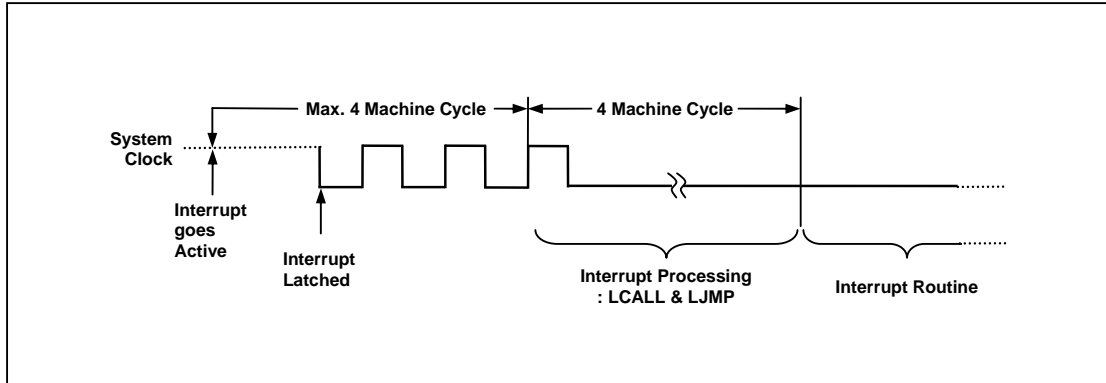 Max. 4 Machine Cycle
4 Machine Cycle
System
Clock
Interrupt
goes
Active
Interrupt
Latched
Interrupt Processing
: LCALL & LJMP
Interrupt Routine